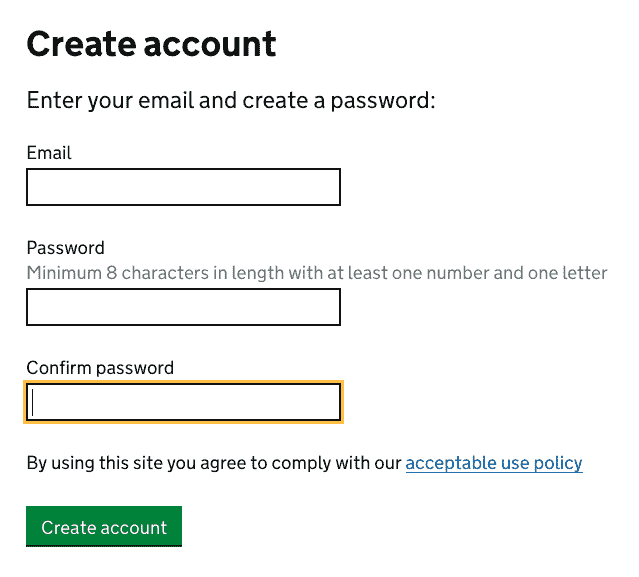 Create account
Enter your email and create a password:
Email
Password
Minimum 8 characters in length with at least one number and one letter
Confirm password
By using this site you agree to comply with our acceptable use policy
Create account